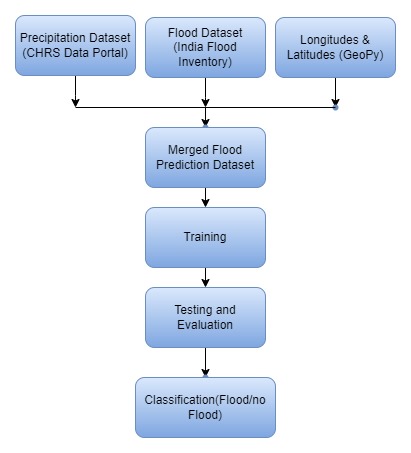 Precipitation Dataset
(CHRS Data Portal)
Flood Dataset
(India Flood
Inventory)
Longitudes &
Latitudes (GeoPy)
Merged Flood
Prediction Dataset
Training
Testing and
Evaluation
Classification(Flood/no
Flood)